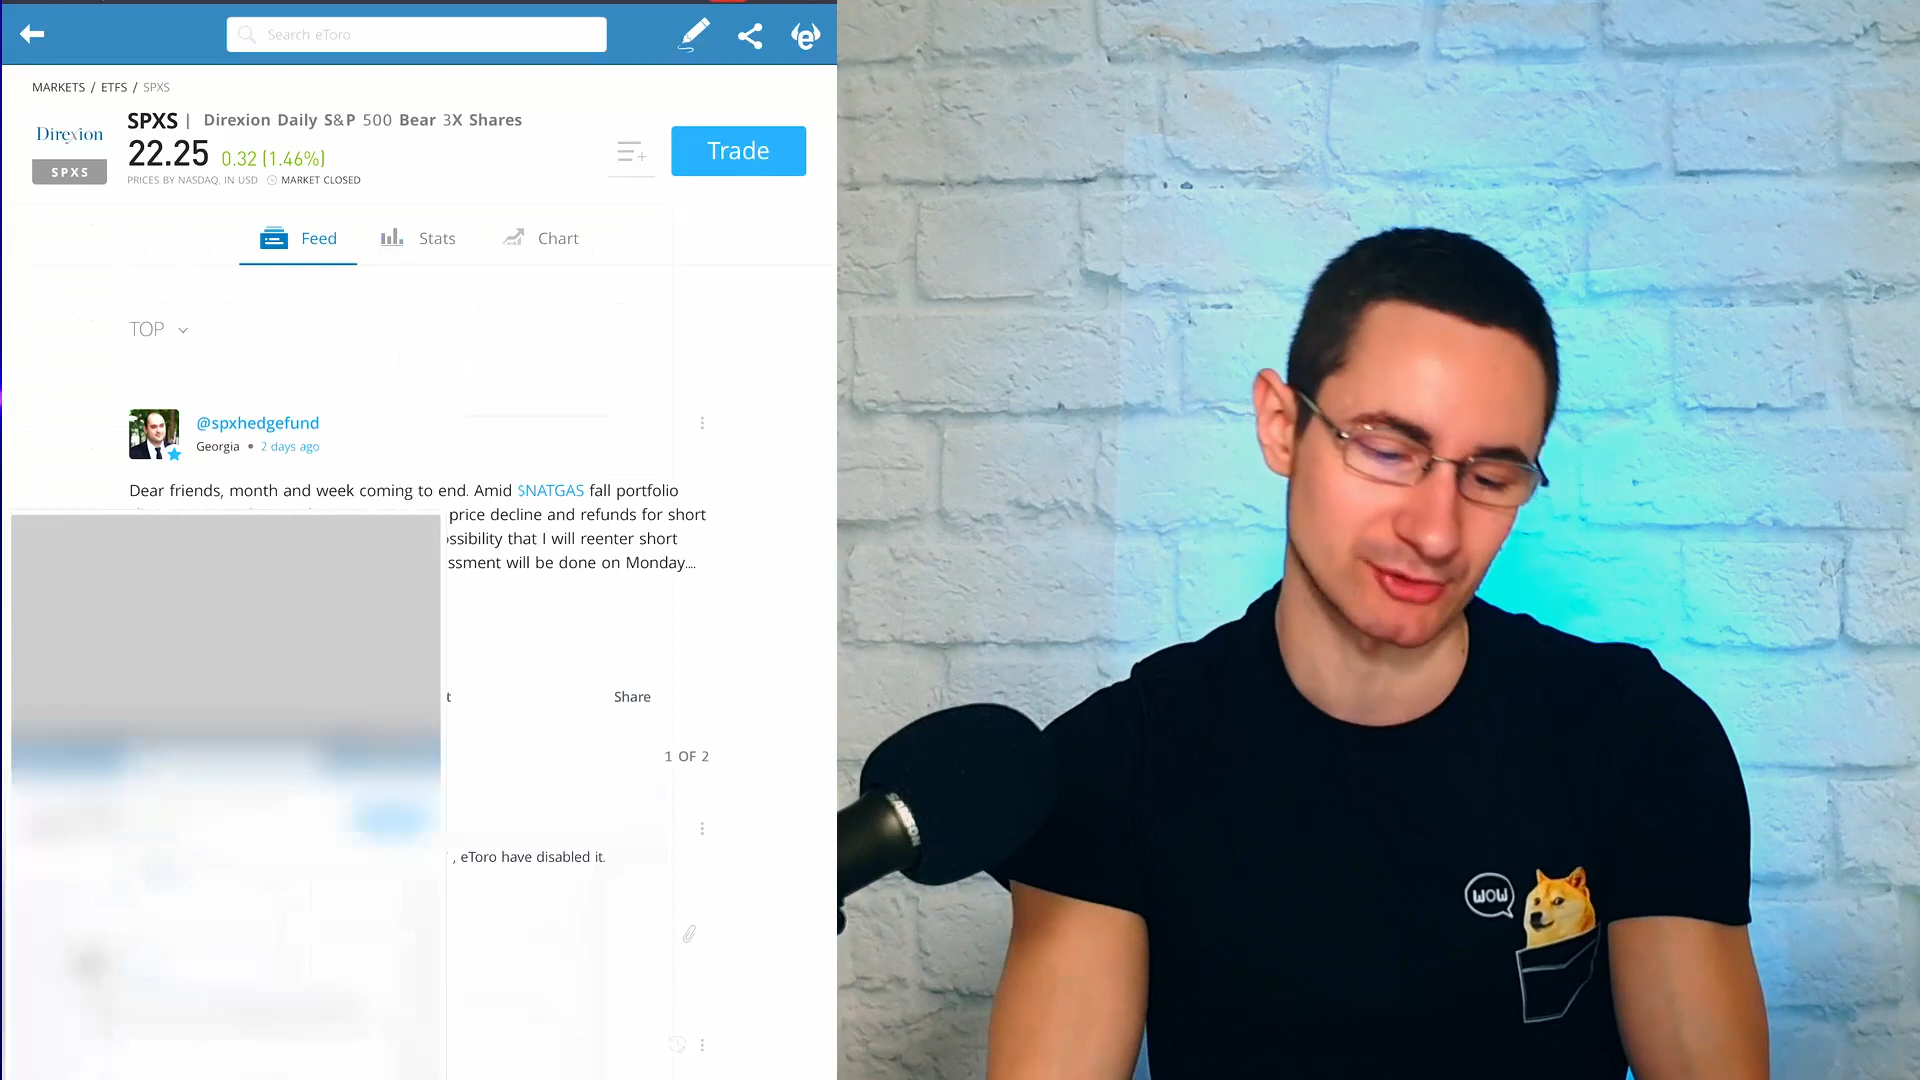 Search eToro
MARKETS / ETFS / SPXS
Direxion
SPXS
SPXS | Direxion Daily S&P 500 Bear 3X Shares
22.25 0.32 (1.46%)
PRICES BY NASDAQ, IN USD MARKET CLOSED
Trade
Feed Stats Chart
TOP
@spxhedgefund
Georgia • 2 days ago
Dear friends, month and week coming to end. Amid $NATGAS fall portfolio
price decline and refunds for short
ssibility that I will reenter short
ssment will be done on Monday....
t Share
1 OF 2
, eToro have disabled it.
SAMSON
WOW